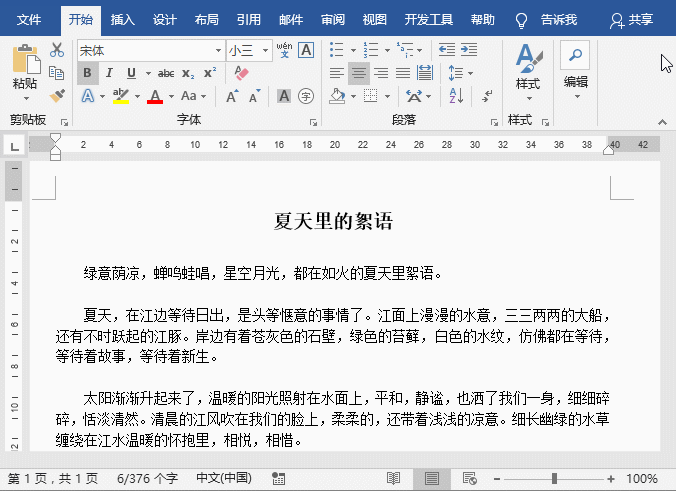 文件 开始 插入 设计 布局 引用 邮件 审阅 视图 开发工具 帮助 告诉我 共享
宋体 小三 wén 文 A
粘贴 B I U abc x₂ x² 样式 编辑
A ab A Aa A A A 字 A Z
剪贴板 字体 段落 样式
L 2 4 6 8 10 12 14 16 18 20 22 24 26 28 30 32 34 36 38 40 42
夏天里的絮语
绿意荫凉，蝉鸣蛙唱，星空月光，都在如火的夏天里絮语。
夏天，在江边等待日出，是头等惬意的事情了。江面上漫漫的水意，三三两两的大船，
还有不时跃起的江豚。岸边有着苍灰色的石壁，绿色的苔藓，白色的水纹，仿佛都在等待，
等待着故事，等待着新生。
太阳渐渐升起来了，温暖的阳光照射在水面上，平和，静谧，也洒了我们一身，细细碎
碎，恬淡清然。清晨的江风吹在我们的脸上，柔柔的，还带着浅浅的凉意。细长幽绿的水草
缠绕在江水温暖的怀抱里，相悦，相惜。
2 4 6 8 10 12
第 1 页，共 1 页 6/376 个字 中文(中国) 100%